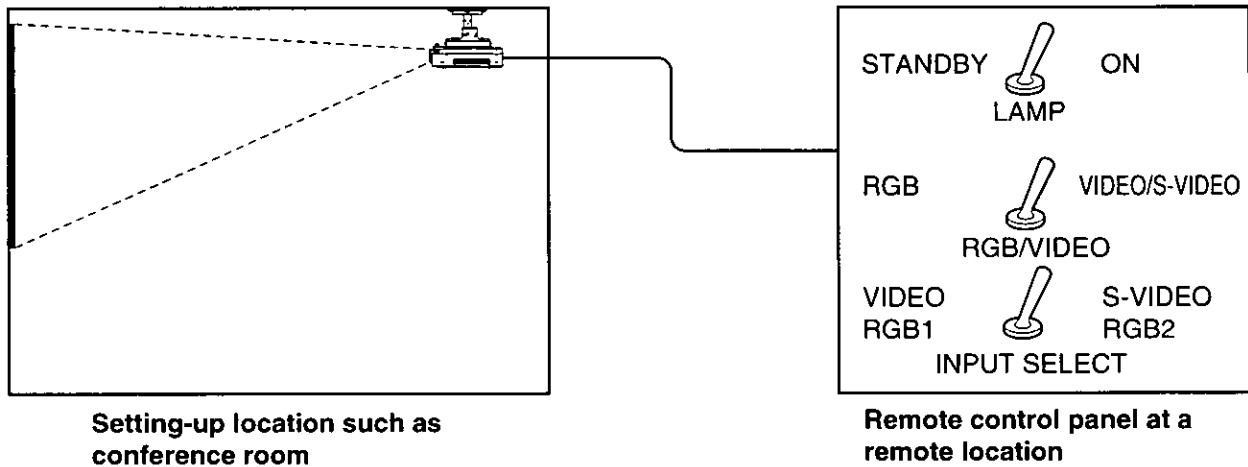 STANDBY ON
LAMP
RGB VIDEO/S-VIDEO
RGB/VIDEO
VIDEO S-VIDEO
RGB1 RGB2
INPUT SELECT
Setting-up location such as
conference room
Remote control panel at a
remote location